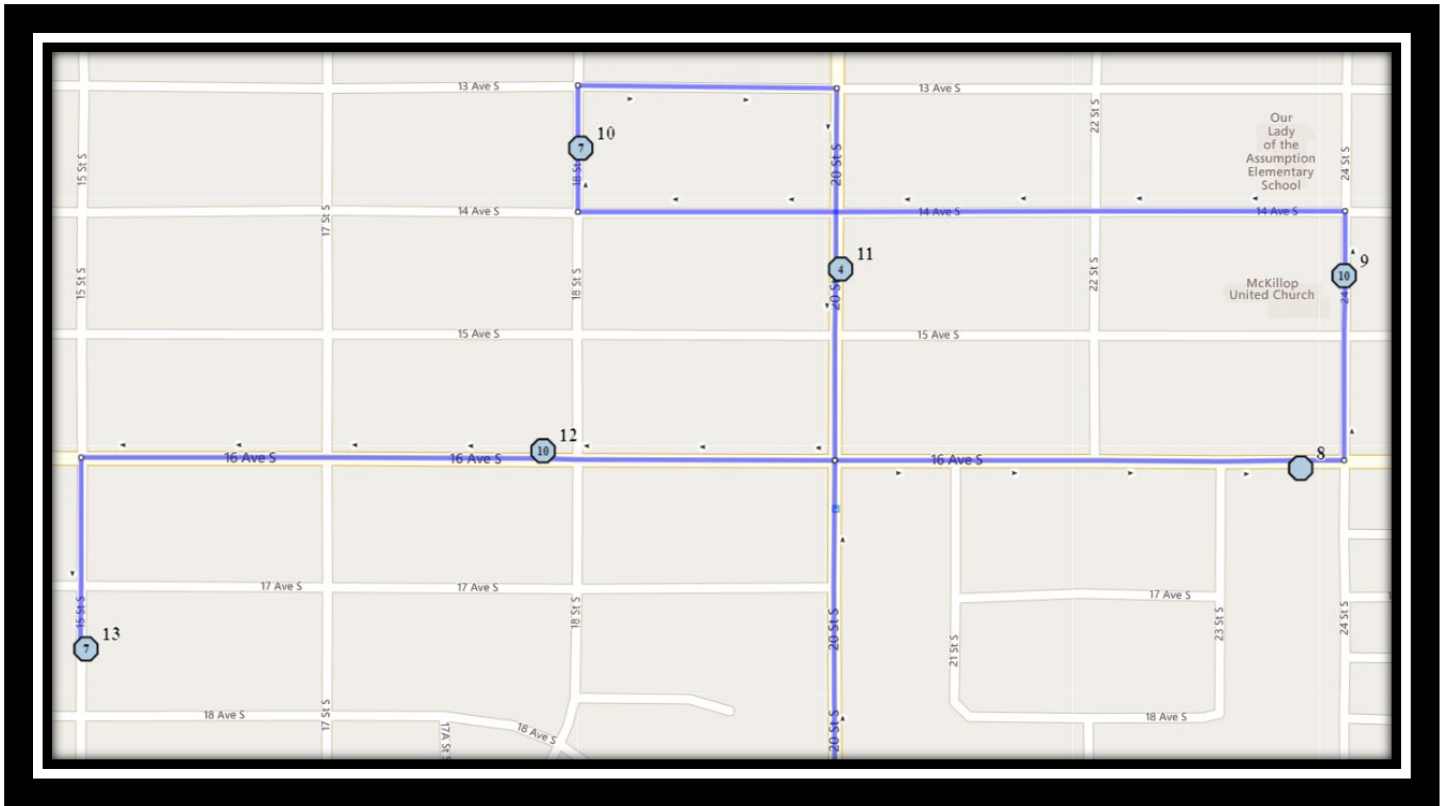 13 Ave S
13 Ave S
22 St S
Our
Lady
of the
Assumption
Elementary
School
10
7
18 St
15 St S
20 St S
24 St S
14 Ave S
14 Ave S
14 Ave S
17 St S
11
4
20 St
9
10
24
15 St S
18 St S
22 St S
McKillop
United Church
15 Ave S
15 Ave S
12
10
16 Ave S
16 Ave S
16 Ave S
8
17 Ave S
17 Ave S
17 Ave S
15 St S
18 St S
20 St S
21 St S
23 St S
24 St S
13
7
18 Ave S
17 St S
17A St S
18 Ave S
20 St S
18 Ave S